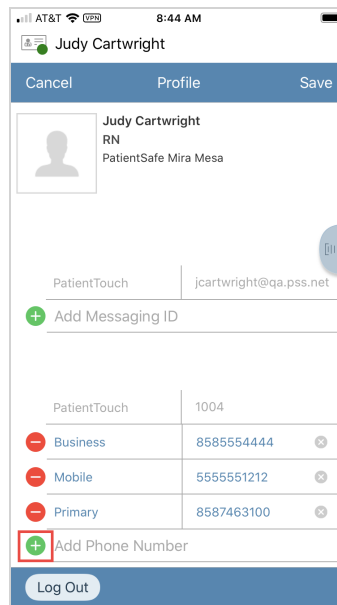 AT&T VPN 8:44 AM
Judy Cartwright
Cancel Profile Save
Judy Cartwright
RN
PatientSafe Mira Mesa
PatientTouch jcartwright@qa.pss.net
Add Messaging ID
PatientTouch 1004
Business 8585554444
Mobile 5555551212
Primary 8587463100
Add Phone Number
Log Out